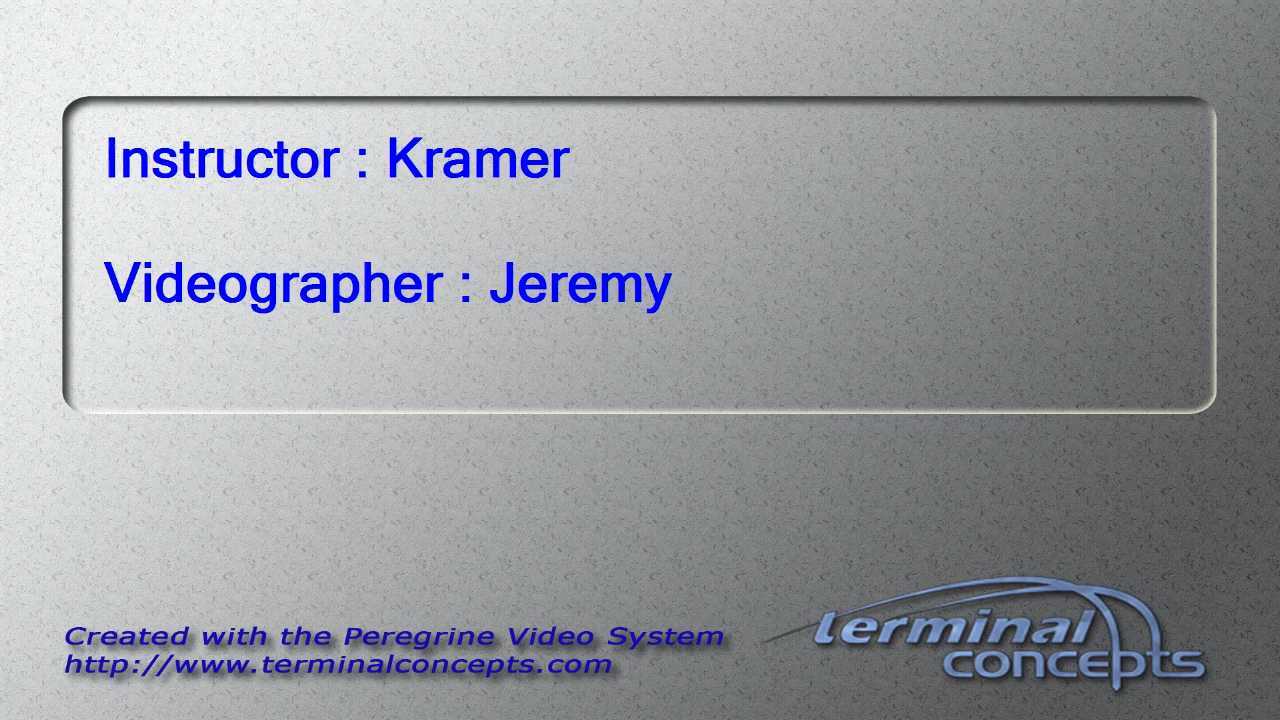 Instructor : Kramer
Videographer : Jeremy
Created with the Peregrine Video System
http://www.terminalconcepts.com
terminal
concepts